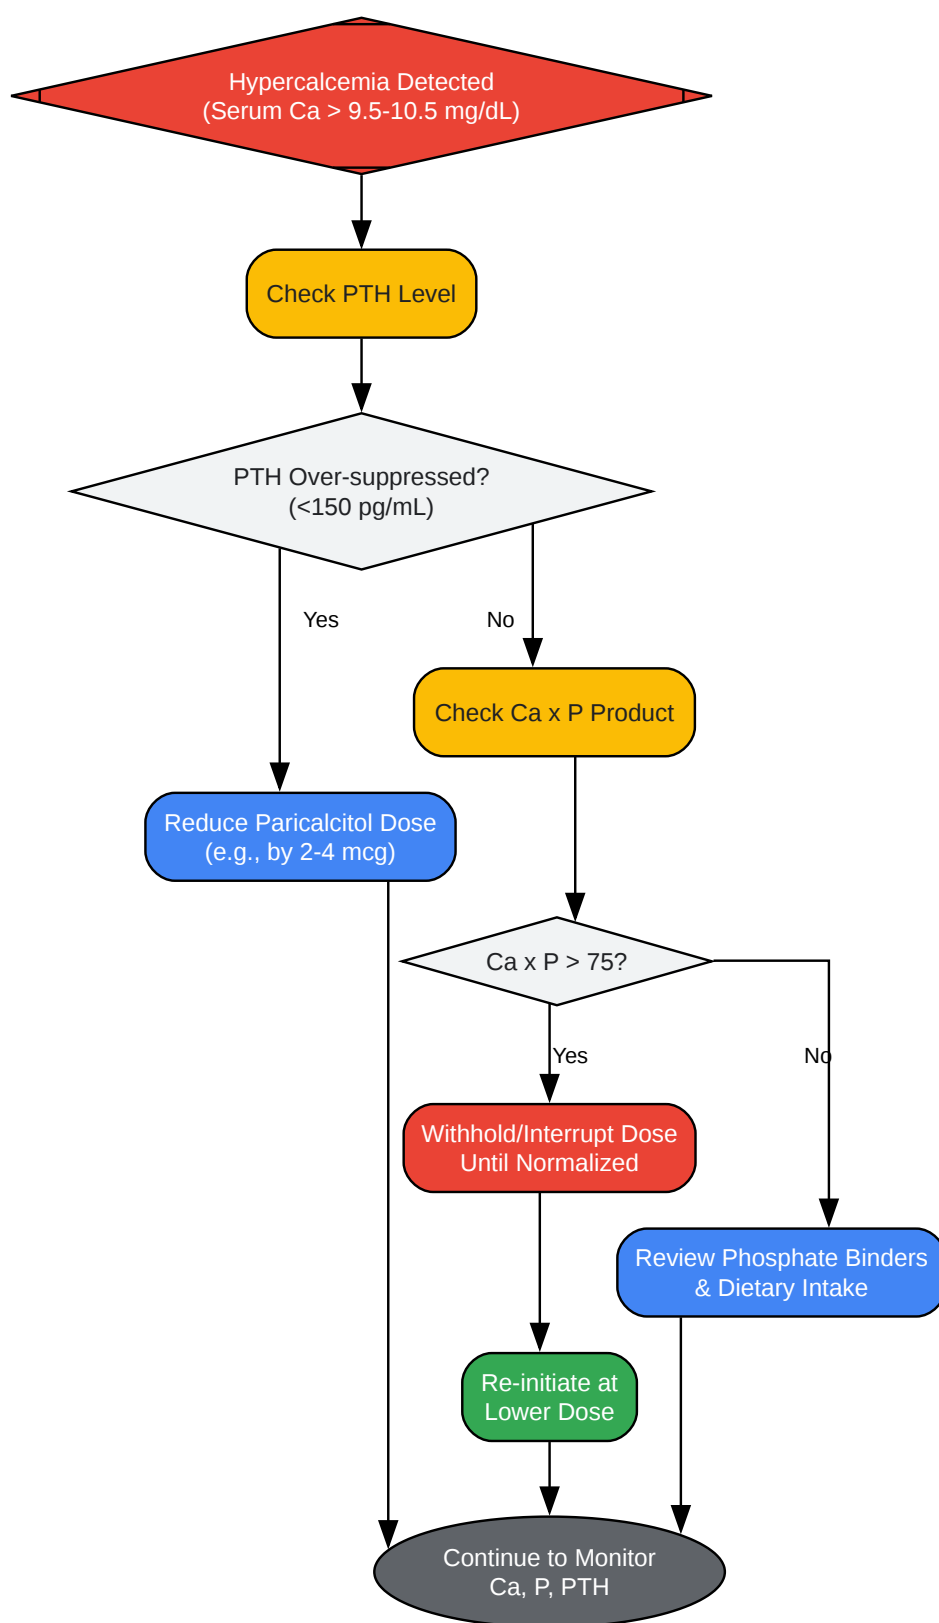 Hypercalcemia Detected
(Serum Ca > 9.5-10.5 mg/dL)
Check PTH Level
PTH Over-suppressed?
(<150 pg/mL)
Yes
No
Check Ca x P Product
Reduce Paricalcitol Dose
(e.g., by 2-4 mcg)
Ca x P > 75?
Yes
No
Withhold/Interrupt Dose
Until Normalized
Review Phosphate Binders
& Dietary Intake
Re-initiate at
Lower Dose
Continue to Monitor
Ca, P, PTH